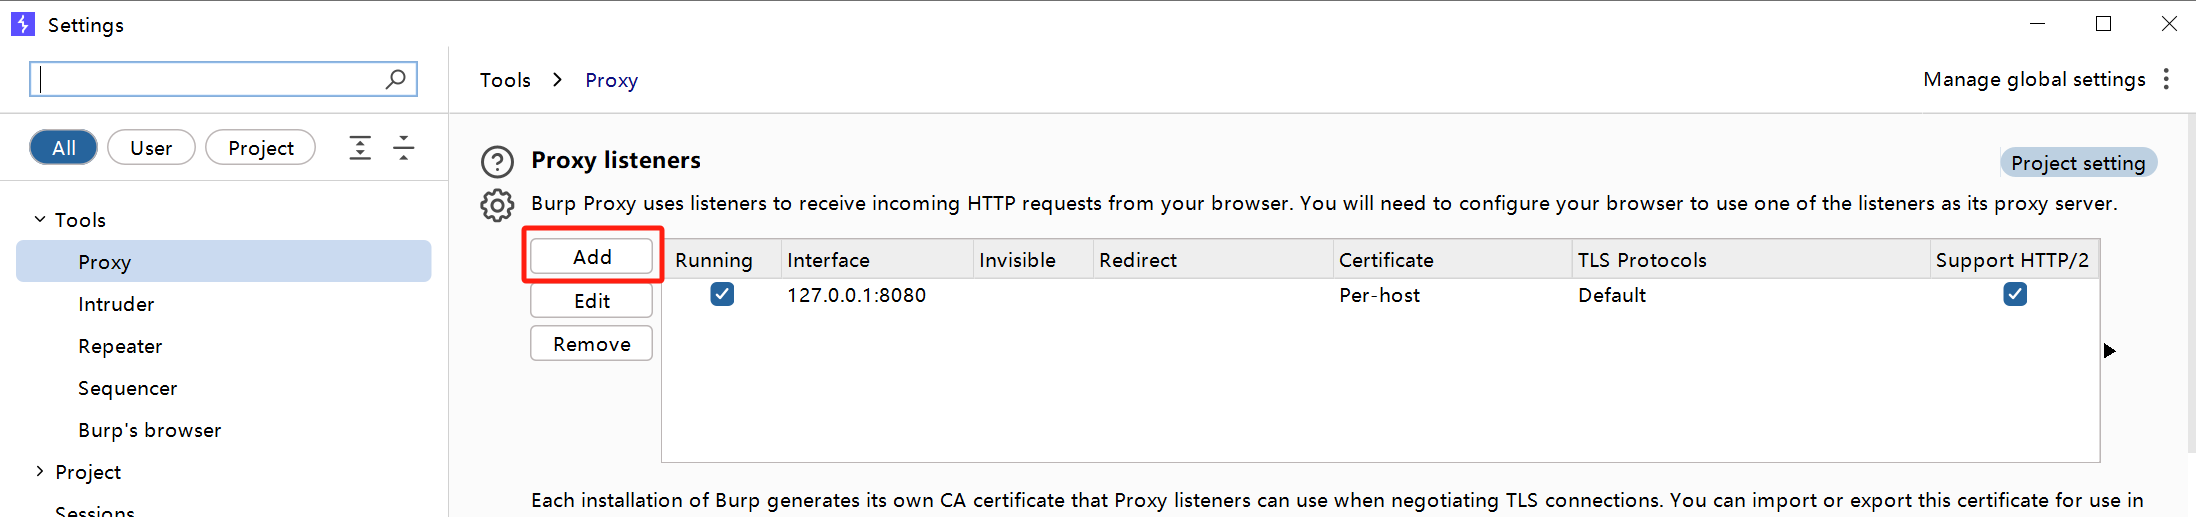 Settings
Tools > Proxy
Manage global settings
All User Project
Tools
Proxy
Intruder
Repeater
Sequencer
Burp's browser
Project
Sessions
Proxy listeners
Project setting
Burp Proxy uses listeners to receive incoming HTTP requests from your browser. You will need to configure your browser to use one of the listeners as its proxy server.
Add
Edit
Remove
Running Interface Invisible Redirect Certificate TLS Protocols Support HTTP/2
127.0.0.1:8080 Per-host Default
Each installation of Burp generates its own CA certificate that Proxy listeners can use when negotiating TLS connections. You can import or export this certificate for use in